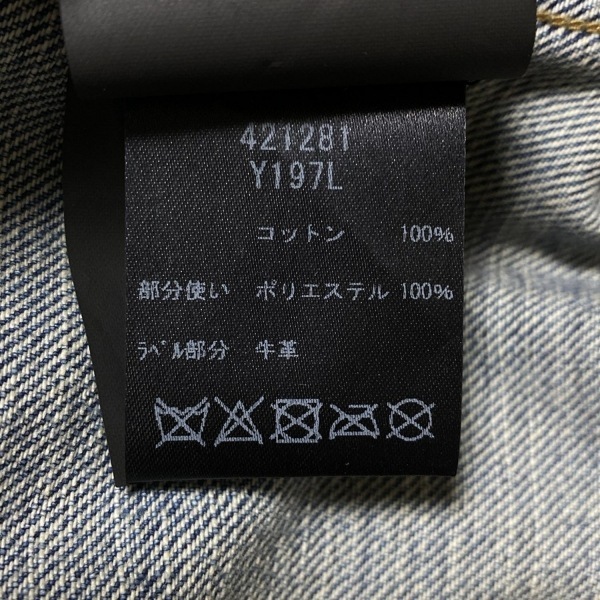 421281
Y197L
コットン 100%
部分使い ポリエステル 100%
ﾗﾍﾞﾙ部分 牛革